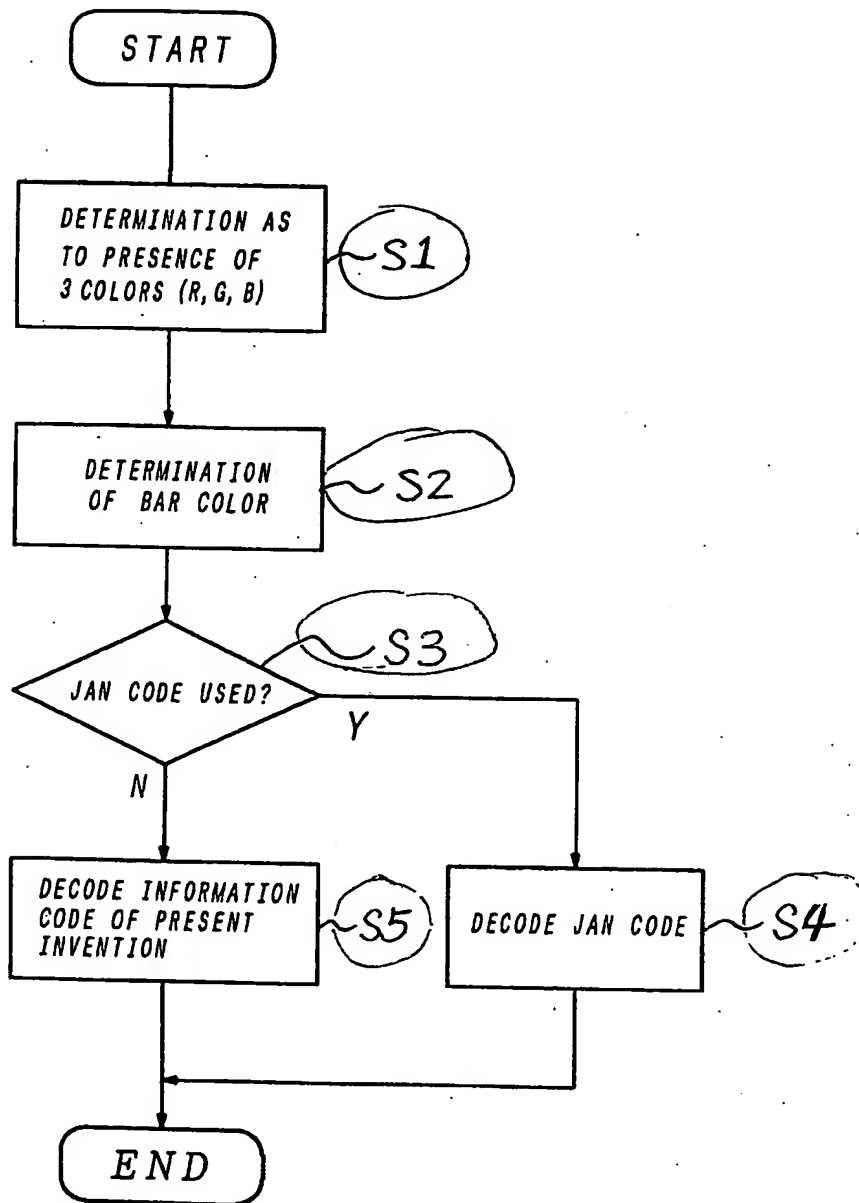 START
DETERMINATION AS
TO PRESENCE OF
3 COLORS (R, G, B)
S1
DETERMINATION
OF BAR COLOR
S2
S3
JAN CODE USED?
Y
N
DECODE INFORMATION
CODE OF PRESENT
INVENTION
S5
DECODE JAN CODE
S4
END